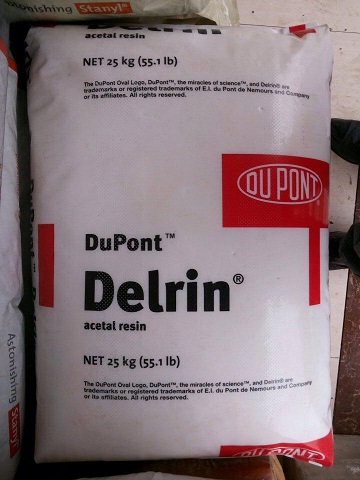 Astonishing Stanyl®
Delrin®
acetal resin
NET 25 kg (55.1 lb)
The DuPont Oval Logo, DuPont™, the miracles of science™, and Delrin® are
trademarks or registered trademarks of E.I. du Pont de Nemours and Company
or its affiliates. All rights reserved.
DUPONT
DuPont™
Delrin®
acetal resin
NET 25 kg (55.1 lb)
The DuPont Oval Logo, DuPont™, the miracles of science™, and Delrin® are
trademarks or registered trademarks of E.I. du Pont de Nemours and Company
or its affiliates. All rights reserved.
Astonishing Stanyl
DUPONT